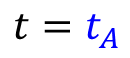 t = t_A